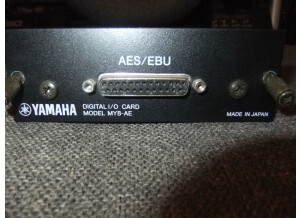 AES/EBU
YAMAHA
DIGITAL I/O CARD
MODEL MY8-AE
MADE IN JAPAN